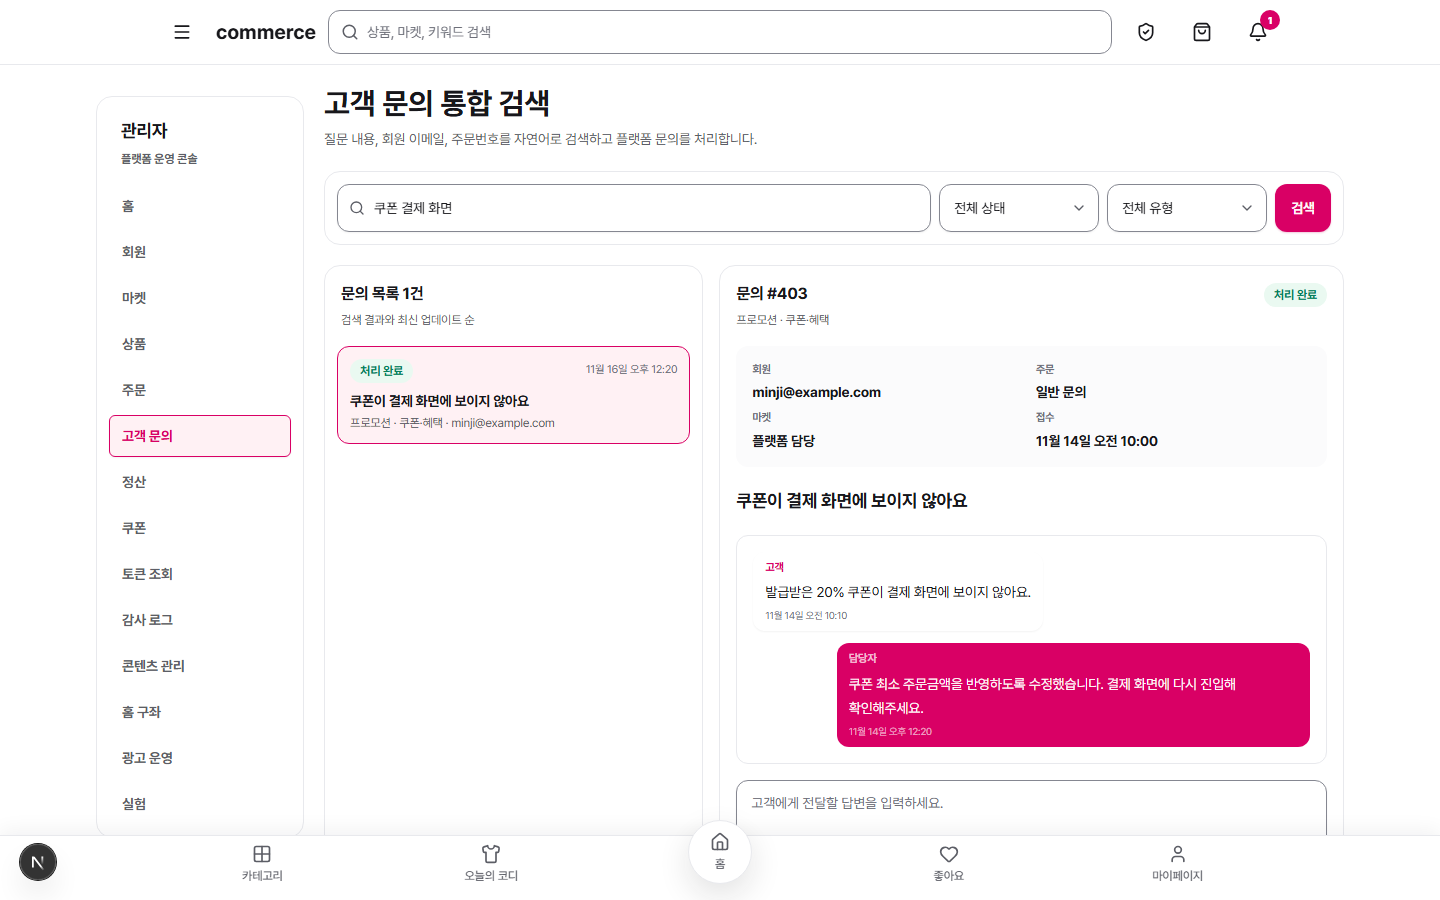 commerce
상품, 마켓, 키워드 검색
1
관리자
플랫폼 운영 콘솔
홈
회원
마켓
상품
주문
고객 문의
정산
쿠폰
토큰 조회
감사 로그
콘텐츠 관리
홈 구좌
광고 운영
실험
고객 문의 통합 검색
질문 내용, 회원 이메일, 주문번호를 자연어로 검색하고 플랫폼 문의를 처리합니다.
쿠폰 결제 화면
전체 상태
전체 유형
검색
문의 목록 1건
검색 결과와 최신 업데이트 순
처리 완료
11월 16일 오후 12:20
쿠폰이 결제 화면에 보이지 않아요
프로모션 · 쿠폰·혜택 · minji@example.com
문의 #403
처리 완료
프로모션 · 쿠폰·혜택
회원
minji@example.com
주문
일반 문의
마켓
플랫폼 담당
접수
11월 14일 오전 10:00
쿠폰이 결제 화면에 보이지 않아요
고객
발급받은 20% 쿠폰이 결제 화면에 보이지 않아요.
11월 14일 오전 10:10
담당자
쿠폰 최소 주문금액을 반영하도록 수정했습니다. 결제 화면에 다시 진입해
확인해주세요.
11월 14일 오후 12:20
고객에게 전달할 답변을 입력하세요.
N
카테고리
오늘의 코디
홈
좋아요
마이페이지